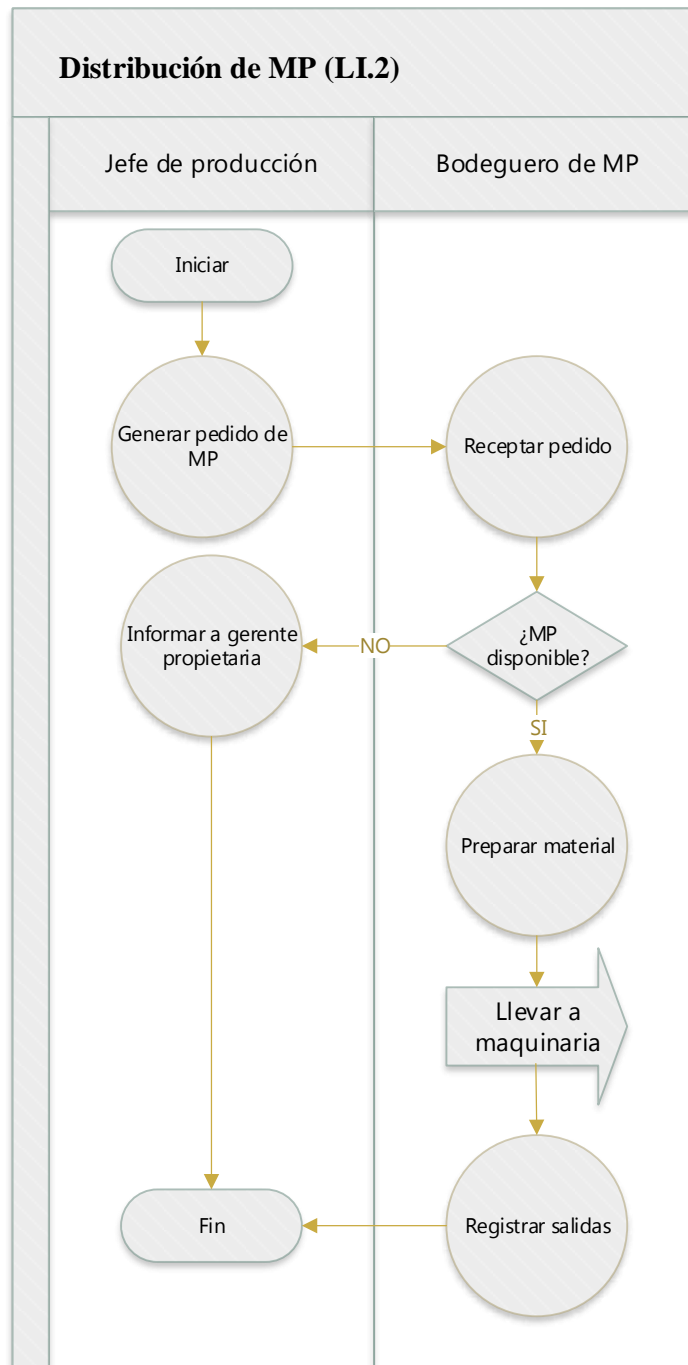 Distribución de MP (LI.2)
Jefe de producción
Bodeguero de MP
Iniciar
Generar pedido de
MP
Receptar pedido
Informar a gerente
propietaria
NO
¿MP
disponible?
SI
Preparar material
Llevar a
maquinaria
Fin
Registrar salidas